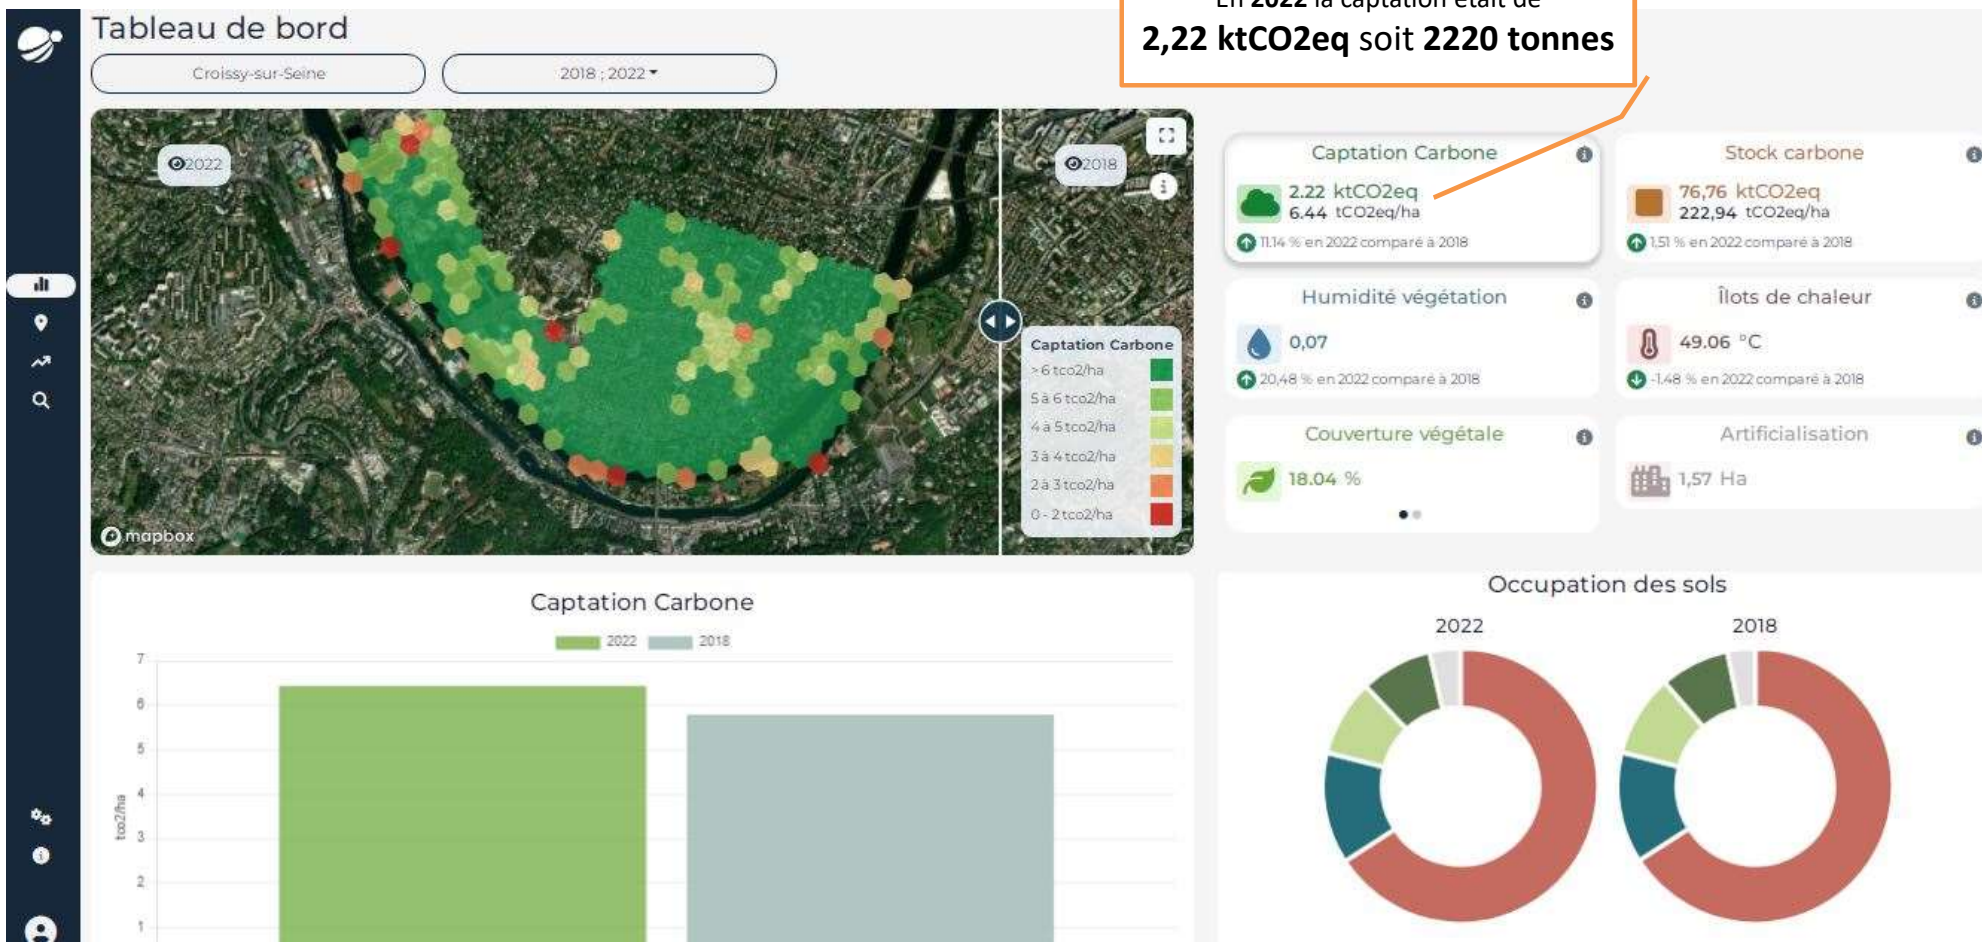 En 2022 la captation était de
2,22 ktCO2eq soit 2220 tonnes
Tableau de bord
Croissy-sur-Seine
2018 ; 2022
2022
2018
Captation Carbone
> 6 tco2/ha
5 à 6 tco2/ha
4 à 5 tco2/ha
3 à 4 tco2/ha
2 à 3 tco2/ha
0 - 2 tco2/ha
mapbox
Captation Carbone
2.22 ktCO2eq
6.44 tCO2eq/ha
11.14 % en 2022 comparé à 2018
Stock carbone
76,76 ktCO2eq
222,94 tCO2eq/ha
1,51 % en 2022 comparé à 2018
Humidité végétation
0,07
20,48 % en 2022 comparé à 2018
Îlots de chaleur
49.06 °C
-1.48 % en 2022 comparé à 2018
Couverture végétale
18.04 %
Artificialisation
1,57 Ha
Captation Carbone
2022
2018
7
6
5
4
3
2
1
tco2/ha
Occupation des sols
2022
2018